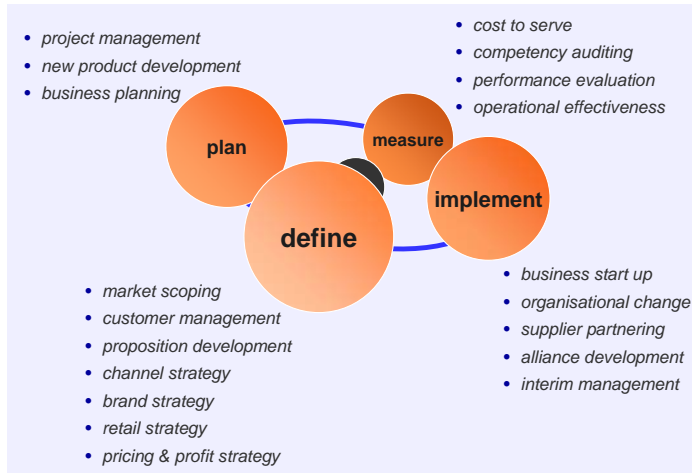 project management
new product development
business planning
cost to serve
competency auditing
performance evaluation
operational effectiveness
plan
measure
implement
define
market scoping
customer management
proposition development
channel strategy
brand strategy
retail strategy
pricing & profit strategy
business start up
organisational change
supplier partnering
alliance development
interim management